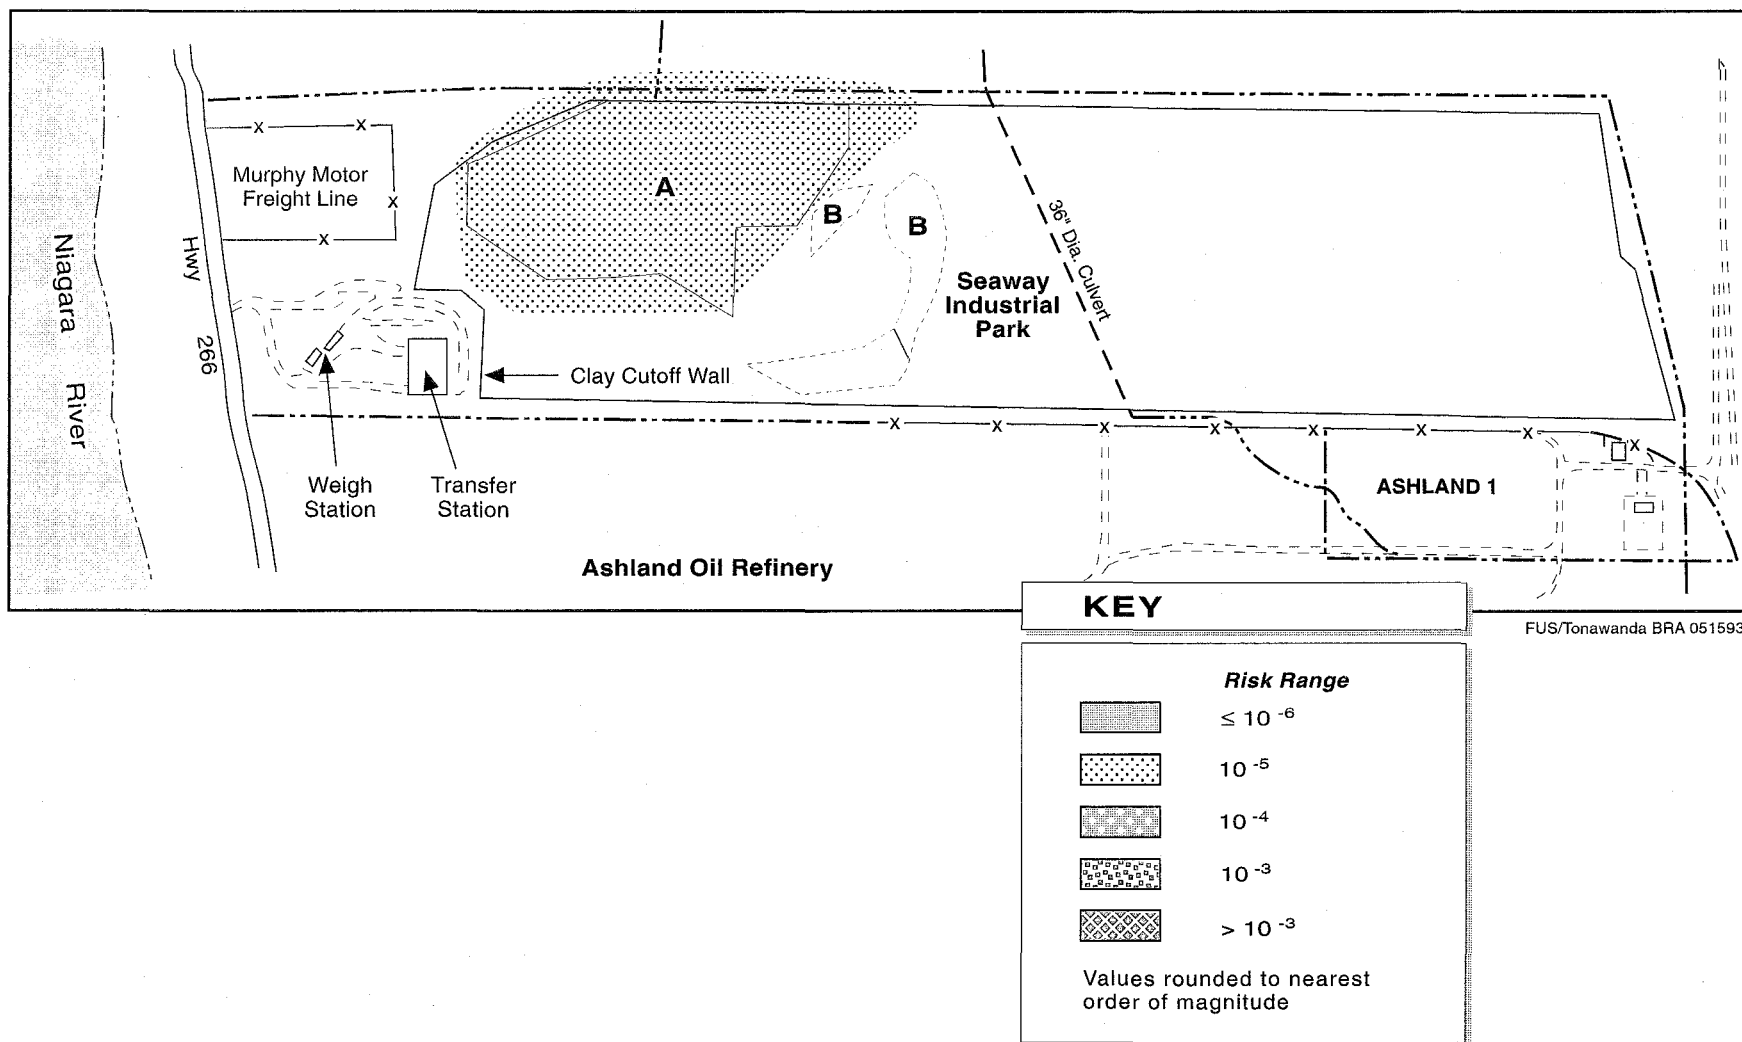 Murphy Motor
Freight Line
A
B
B
36" Dia. Culvert
Niagara
River
Hwy
266
Seaway
Industrial
Park
Clay Cutoff Wall
Weigh
Station
Transfer
Station
ASHLAND 1
Ashland Oil Refinery
KEY
FUS/Tonawanda BRA 051593
Risk Range
≤ 10 -6
10 -5
10 -4
10 -3
> 10 -3
Values rounded to nearest
order of magnitude